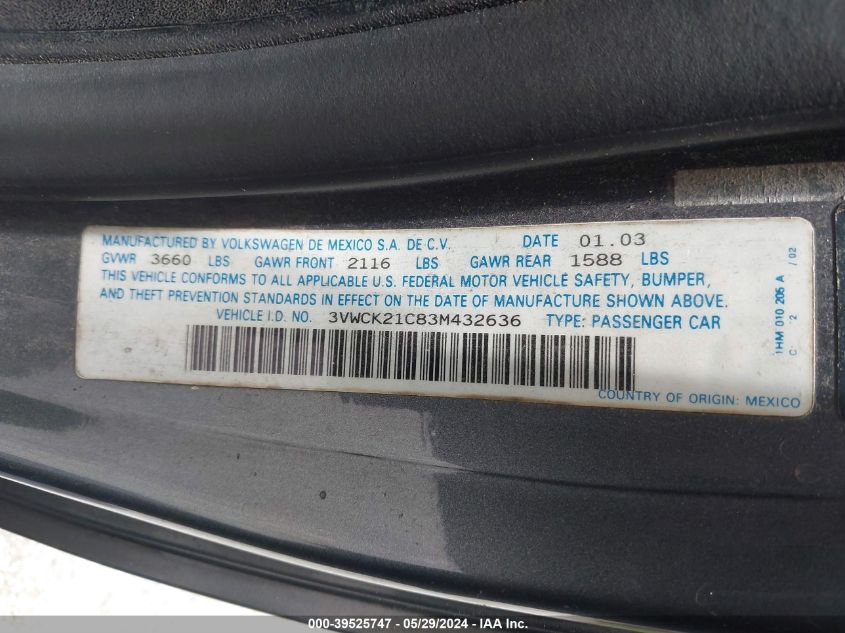 MANUFACTURED BY VOLKSWAGEN DE MEXICO S.A. DE C.V. DATE 01.03
GVWR 3660 LBS GAWR FRONT 2116 LBS GAWR REAR 1588 LBS
THIS VEHICLE CONFORMS TO ALL APPLICABLE U.S. FEDERAL MOTOR VEHICLE SAFETY, BUMPER,
AND THEFT PREVENTION STANDARDS IN EFFECT ON THE DATE OF MANUFACTURE SHOWN ABOVE.
VEHICLE I.D. NO. 3VWCK21C83M432636 TYPE: PASSENGER CAR
COUNTRY OF ORIGIN: MEXICO
1HM 010 205 A / 02
C 2
000-39525747 - 05/29/2024 - IAA Inc.